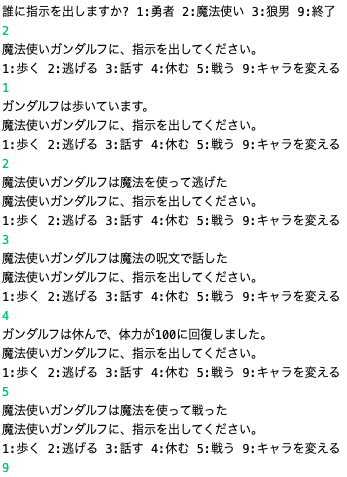 誰に指示を出しますか? 1:勇者 2:魔法使い 3:狼男 9:終了
2
魔法使いガンダルフに、指示を出してください。
1:歩く 2:逃げる 3:話す 4:休む 5:戦う 9:キャラを変える
1
ガンダルフは歩いています。
魔法使いガンダルフに、指示を出してください。
1:歩く 2:逃げる 3:話す 4:休む 5:戦う 9:キャラを変える
2
魔法使いガンダルフは魔法を使って逃げた
魔法使いガンダルフに、指示を出してください。
1:歩く 2:逃げる 3:話す 4:休む 5:戦う 9:キャラを変える
3
魔法使いガンダルフは魔法の呪文で話した
魔法使いガンダルフに、指示を出してください。
1:歩く 2:逃げる 3:話す 4:休む 5:戦う 9:キャラを変える
4
ガンダルフは休んで、体力が100に回復しました。
魔法使いガンダルフに、指示を出してください。
1:歩く 2:逃げる 3:話す 4:休む 5:戦う 9:キャラを変える
5
魔法使いガンダルフは魔法を使って戦った
魔法使いガンダルフに、指示を出してください。
1:歩く 2:逃げる 3:話す 4:休む 5:戦う 9:キャラを変える
9